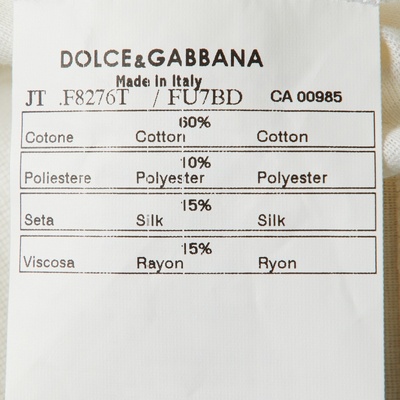 DOLCE&GABBANA
Made in Italy
JT .F8276T / FU7BD CA 00985
60%
Cotone Cotton Cotton
10%
Poliestere Polyester Polyester
15%
Seta Silk Silk
15%
Viscosa Rayon Ryon